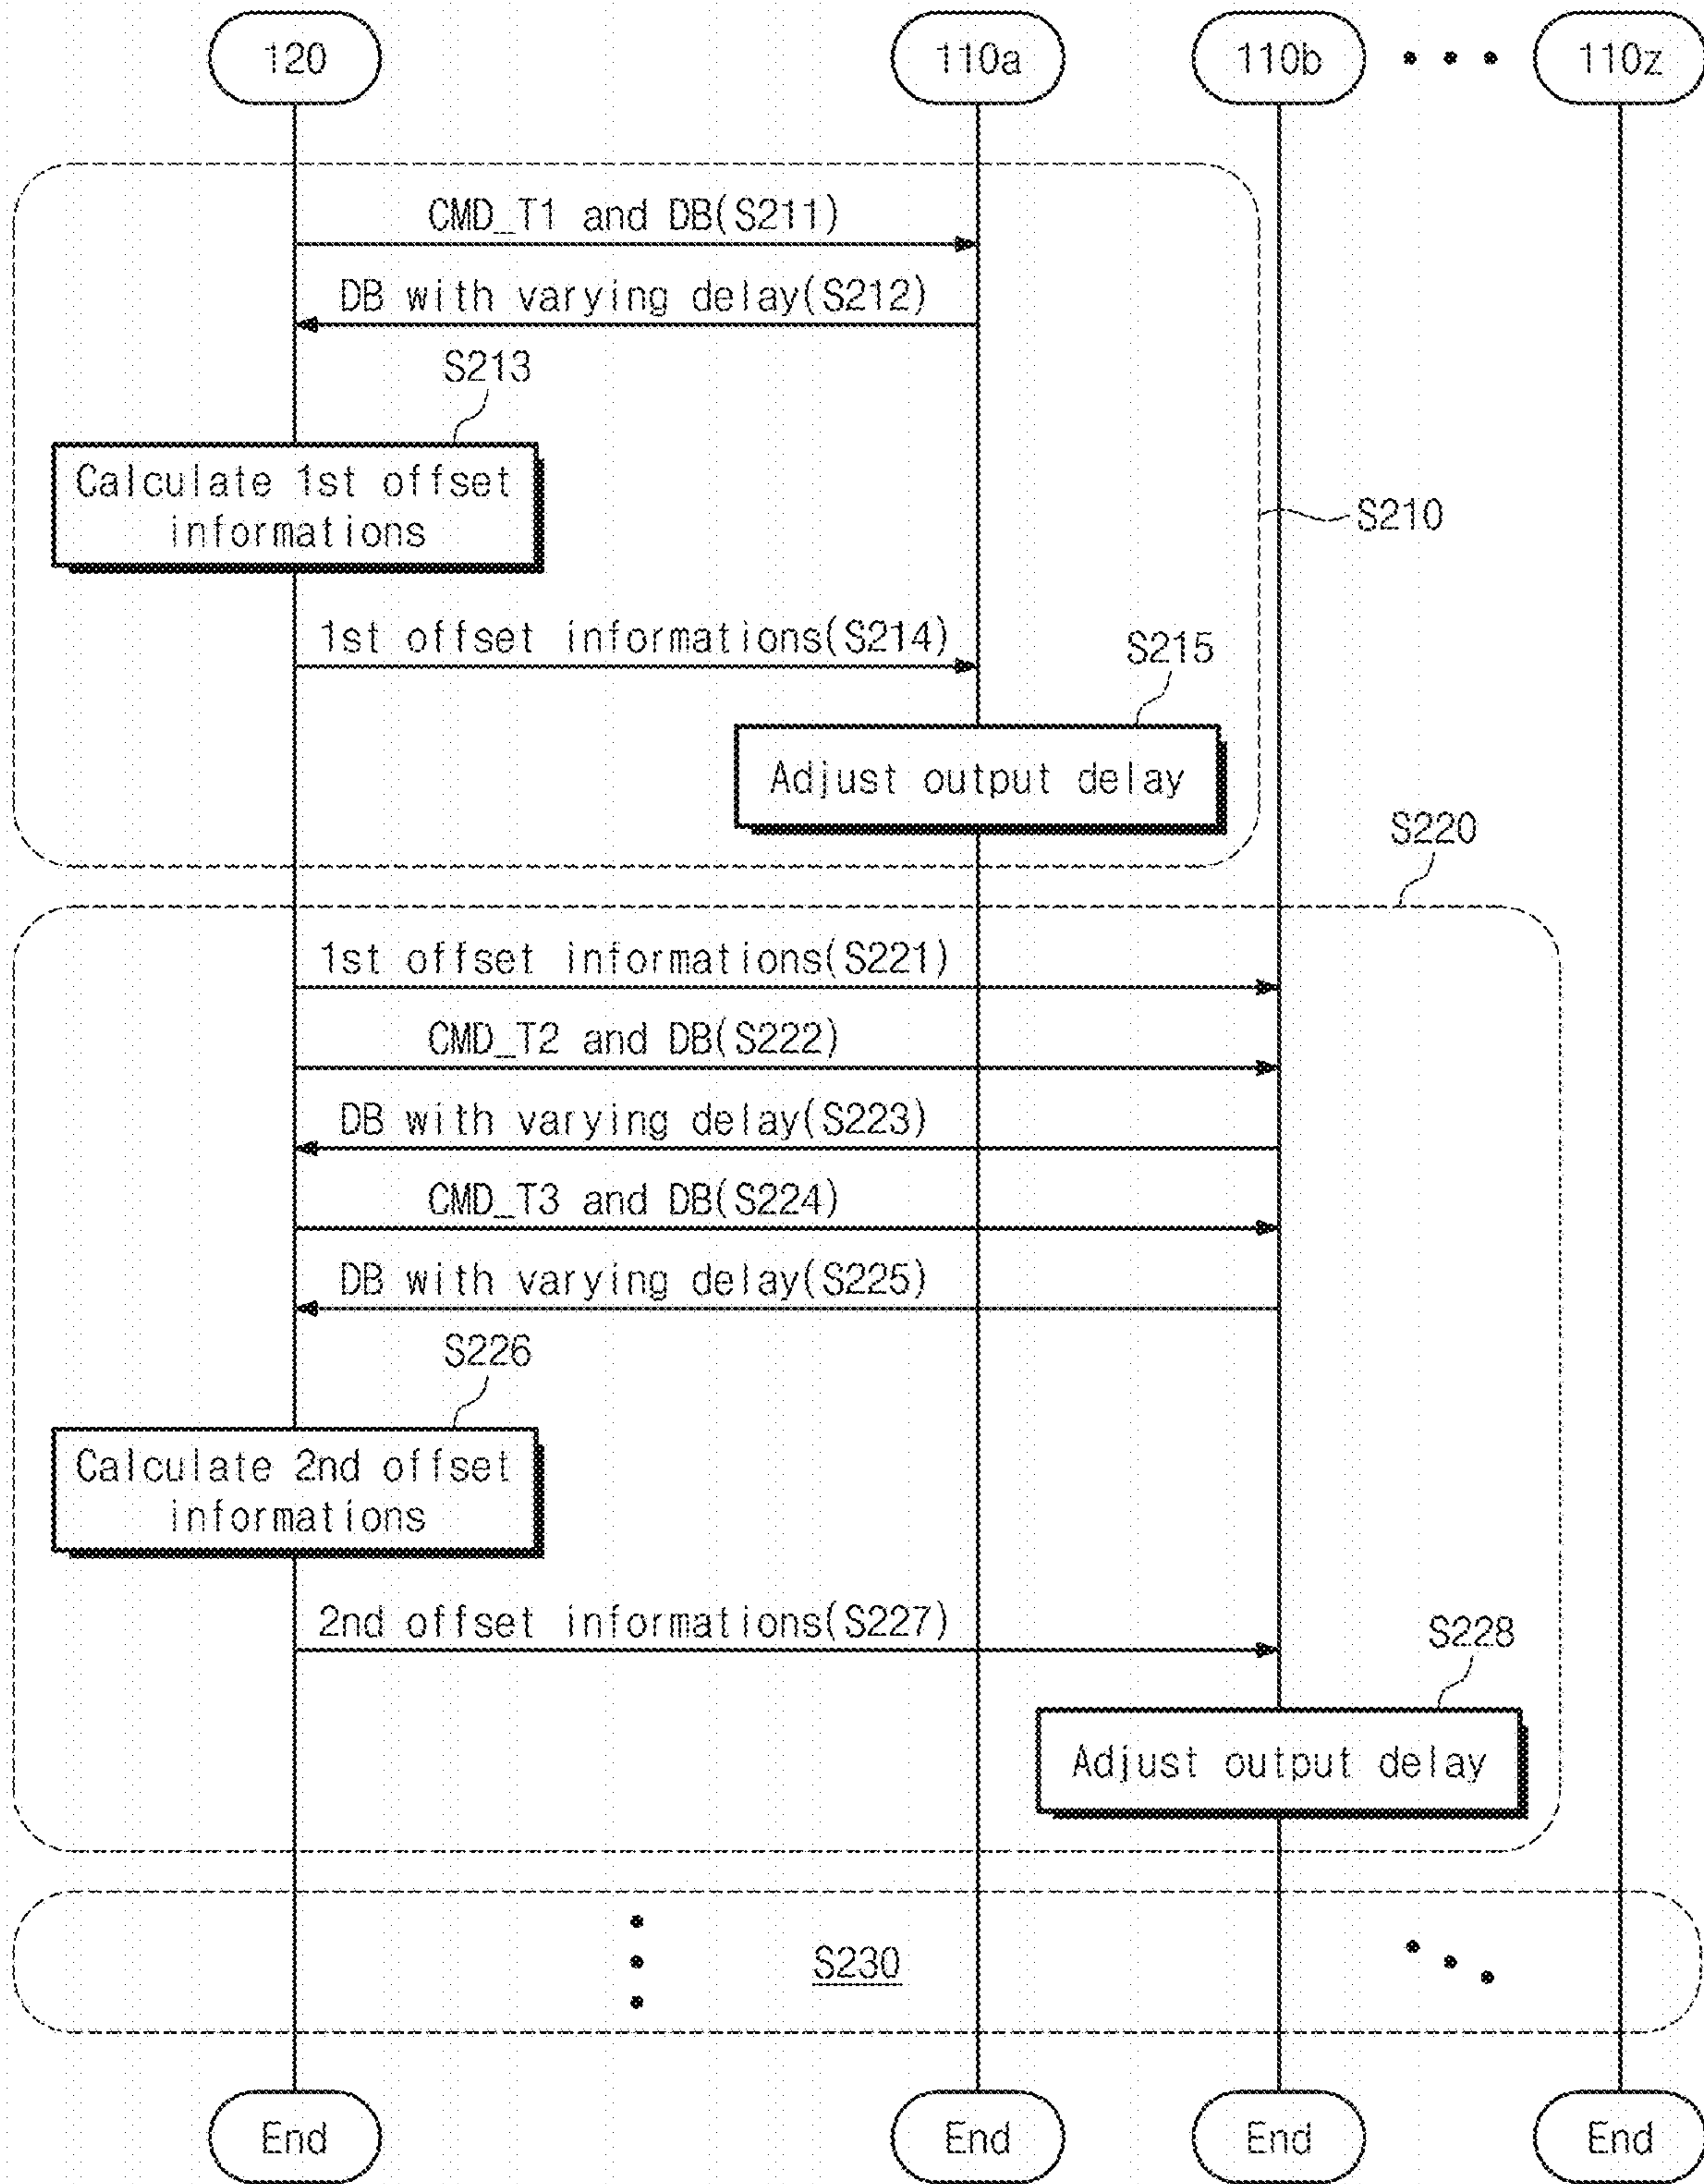 120
110a
110b
110z
CMD_T1 and DB(S211)
DB with varying delay(S212)
S213
Calculate 1st offset
informations
S210
1st offset informations(S214)
S215
Adjust output delay
S220
1st offset informations(S221)
CMD_T2 and DB(S222)
DB with varying delay(S223)
CMD_T3 and DB(S224)
DB with varying delay(S225)
S226
Calculate 2nd offset
informations
2nd offset informations(S227)
S228
Adjust output delay
S230
End
End
End
End